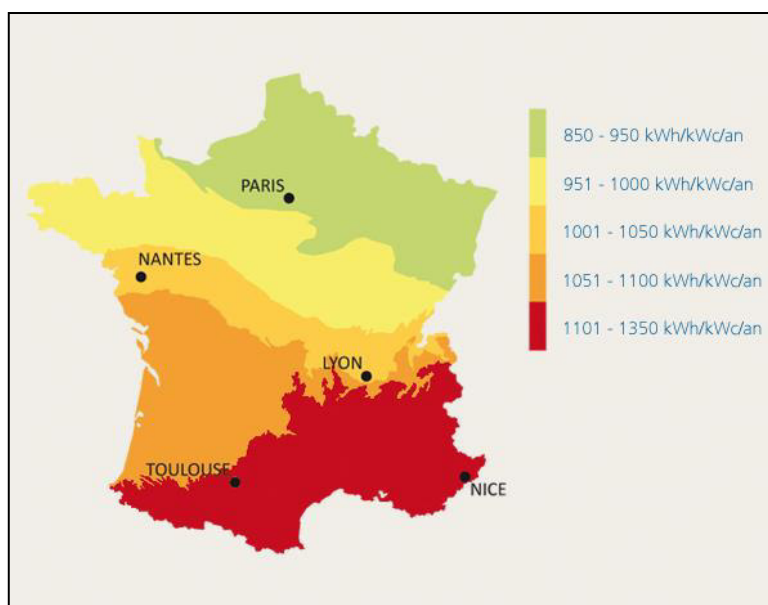 850 - 950 kWh/kWc/an
PARIS
951 - 1000 kWh/kWc/an
1001 - 1050 kWh/kWc/an
NANTES
1051 - 1100 kWh/kWc/an
1101 - 1350 kWh/kWc/an
LYON
TOULOUSE
NICE